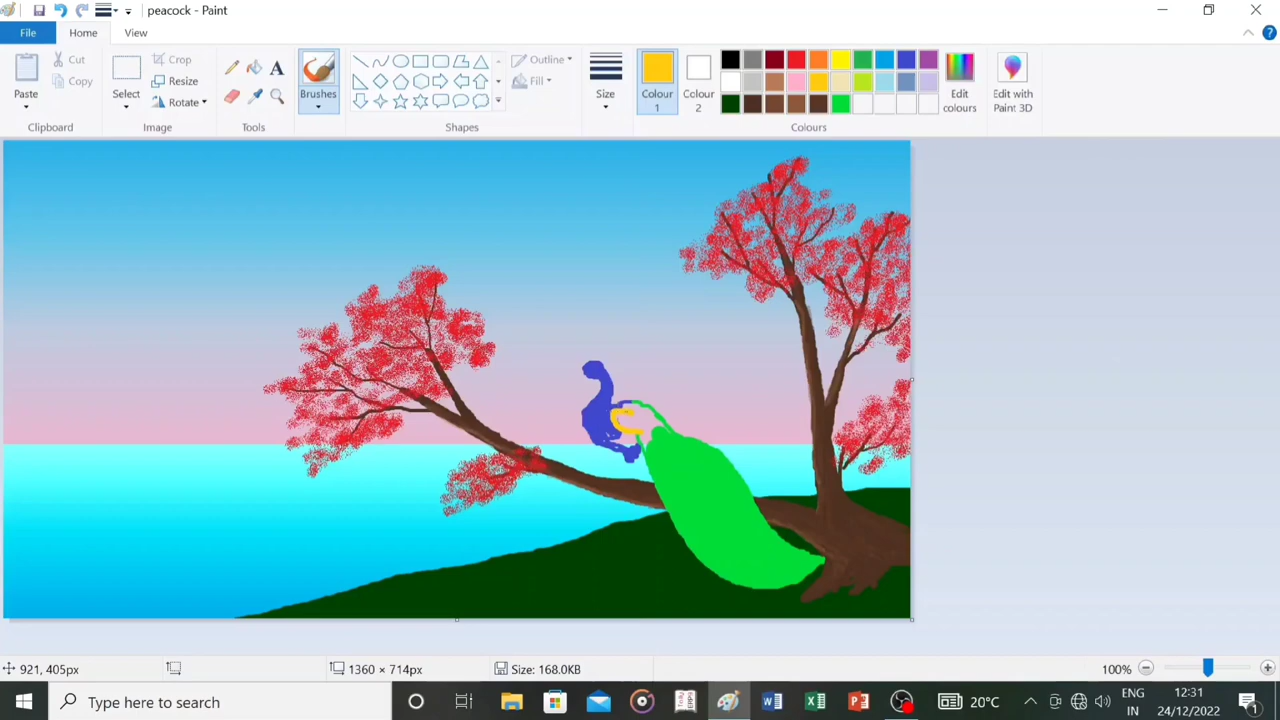 peacock - Paint
File
Home
View
Paste
Cut
Copy
Clipboard
Select
Crop
Resize
Rotate
Image
Tools
Brushes
Shapes
Outline
Fill
Size
Colour
1
Colour
2
Edit
colours
Edit with
Paint 3D
Colours
921, 405px
1360 × 714px
Size: 168.0KB
100%
Type here to search
20°C
ENG
IN
12:31
24/12/2022
1